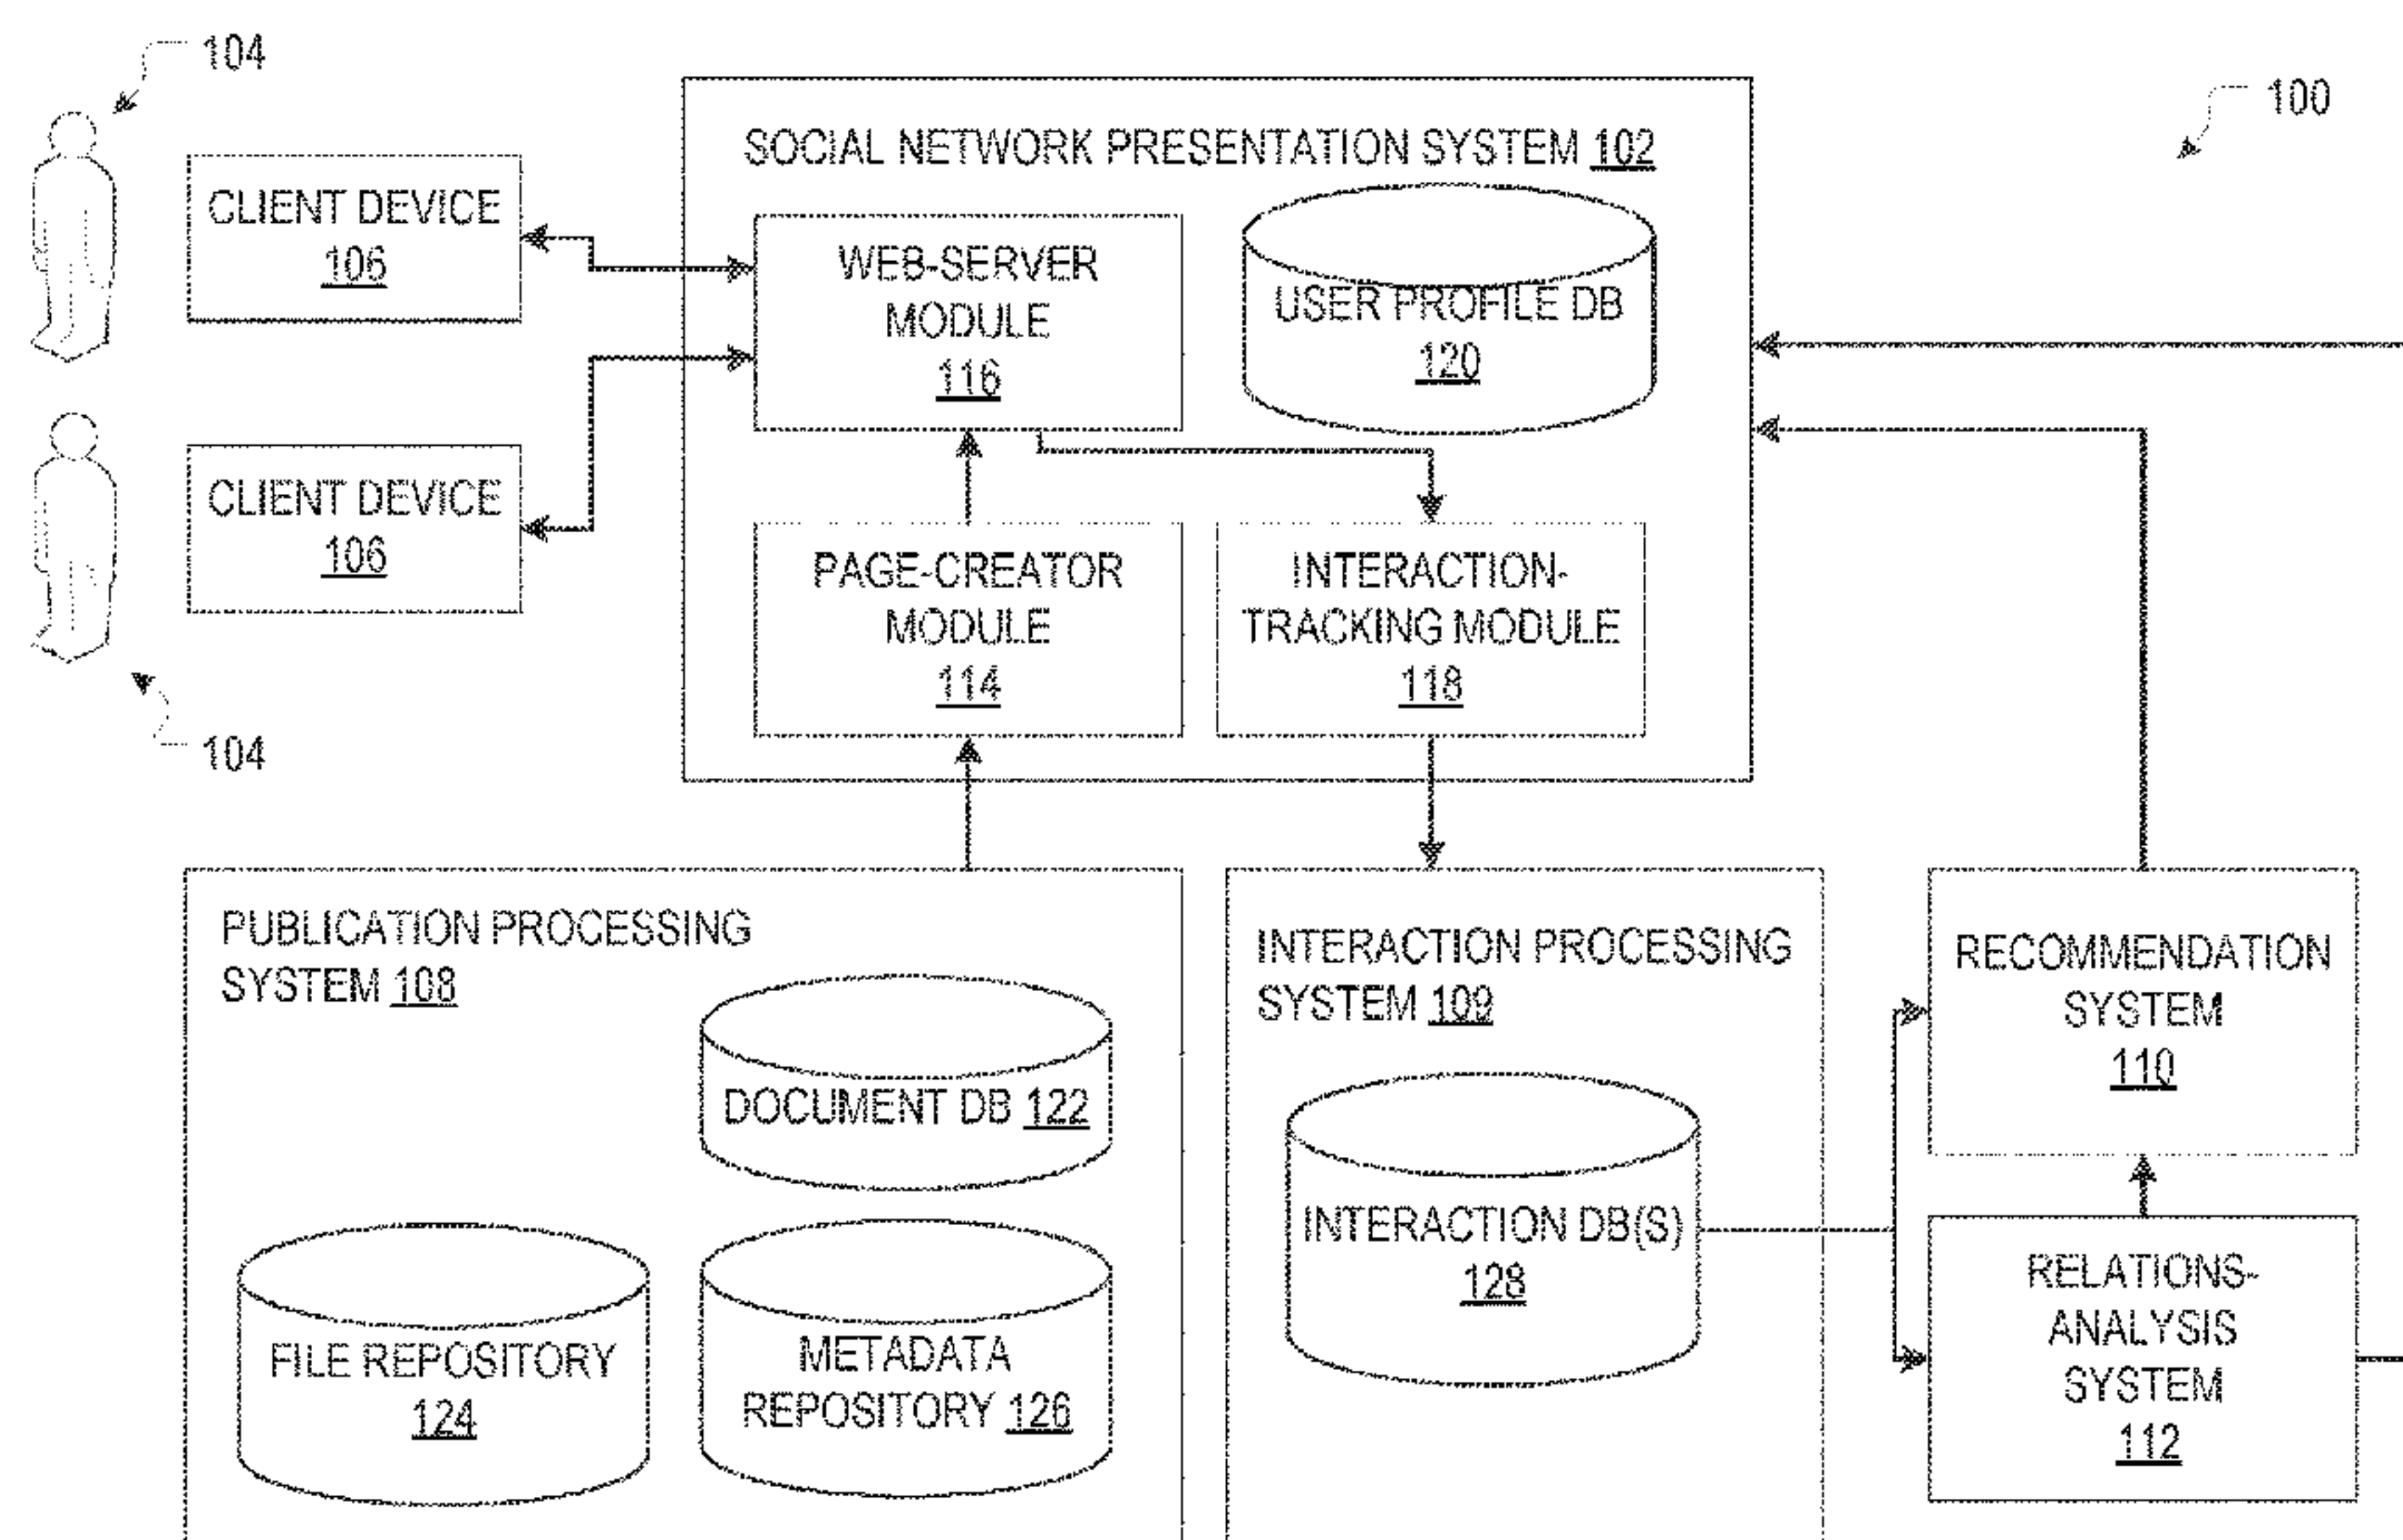 104
100
SOCIAL NETWORK PRESENTATION SYSTEM 102
CLIENT DEVICE
106
WEB-SERVER
MODULE
116
USER PROFILE DB
120
CLIENT DEVICE
106
PAGE-CREATOR
MODULE
114
INTERACTION-
TRACKING MODULE
118
104
PUBLICATION PROCESSING
SYSTEM 108
DOCUMENT DB 122
FILE REPOSITORY
124
METADATA
REPOSITORY 126
INTERACTION PROCESSING
SYSTEM 109
INTERACTION DB(S)
128
RECOMMENDATION
SYSTEM
110
RELATIONS-
ANALYSIS
SYSTEM
112